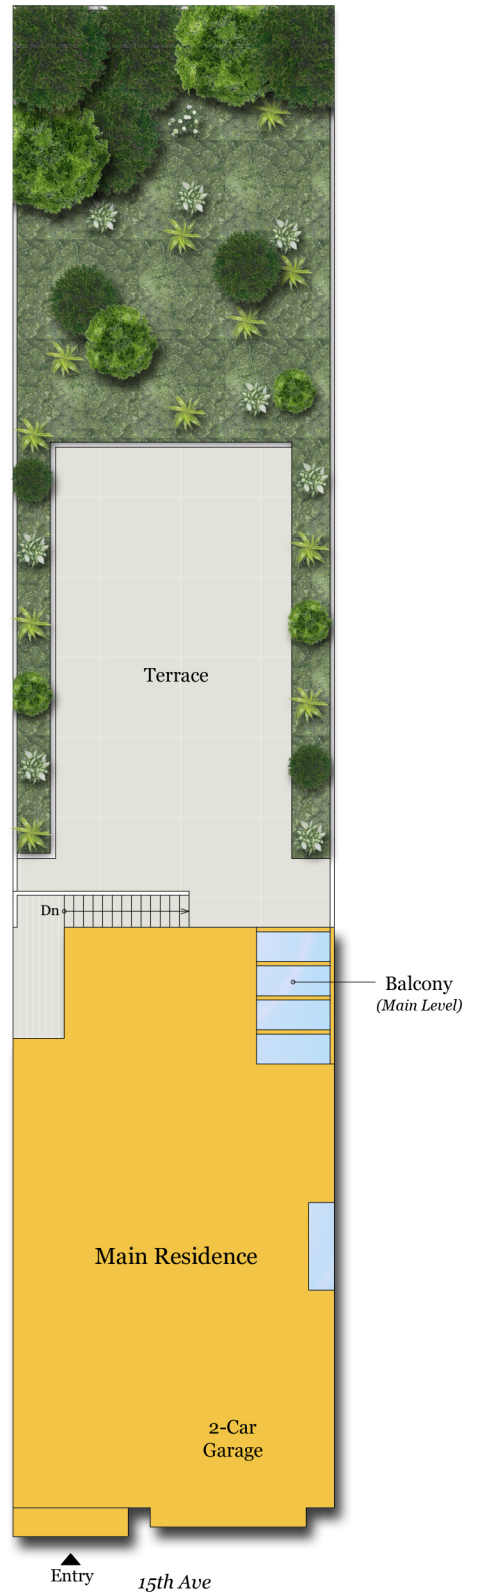 Terrace
Dn
Balcony
(Main Level)
Main Residence
2-Car
Garage
Entry
15th Ave